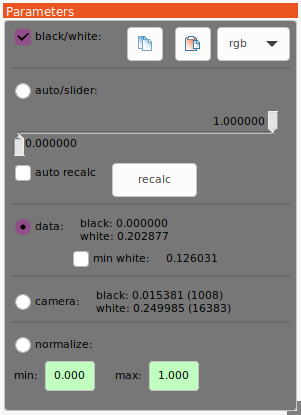 Parameters
black/white: rgb
auto/slider:
1.000000
0.000000
auto recalc recalc
data: black: 0.000000
white: 0.202877
min white: 0.126031
camera: black: 0.015381 (1008)
white: 0.249985 (16383)
normalize:
min: 0.000 max: 1.000